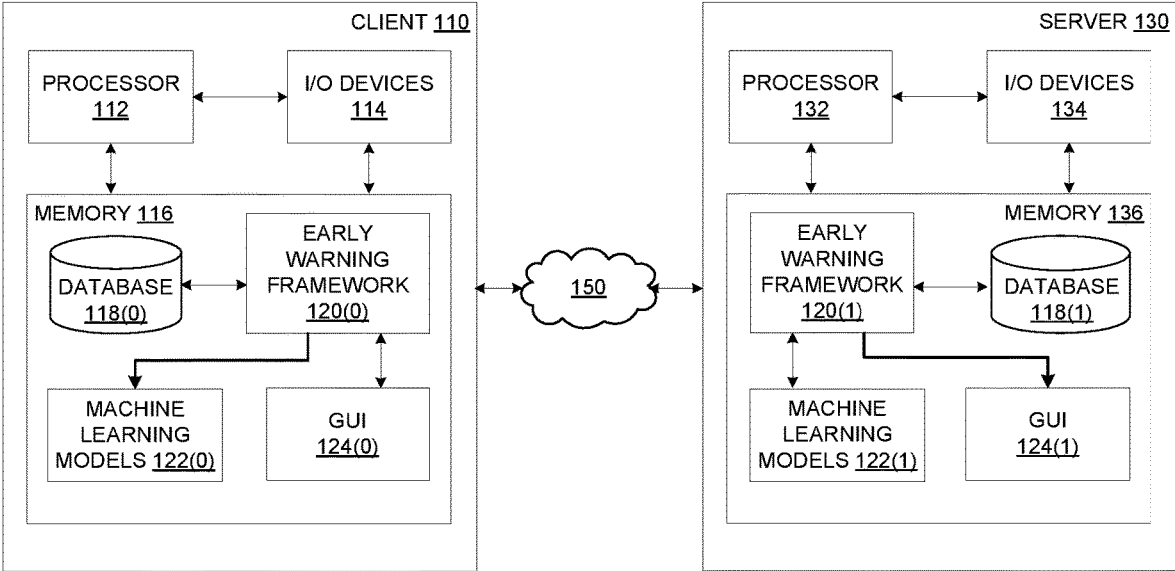 CLIENT 110
PROCESSOR
112
I/O DEVICES
114
MEMORY 116
DATABASE
118(0)
EARLY
WARNING
FRAMEWORK
120(0)
MACHINE
LEARNING
MODELS 122(0)
GUI
124(0)
150
SERVER 130
PROCESSOR
132
I/O DEVICES
134
MEMORY 136
EARLY
WARNING
FRAMEWORK
120(1)
DATABASE
118(1)
MACHINE
LEARNING
MODELS 122(1)
GUI
124(1)